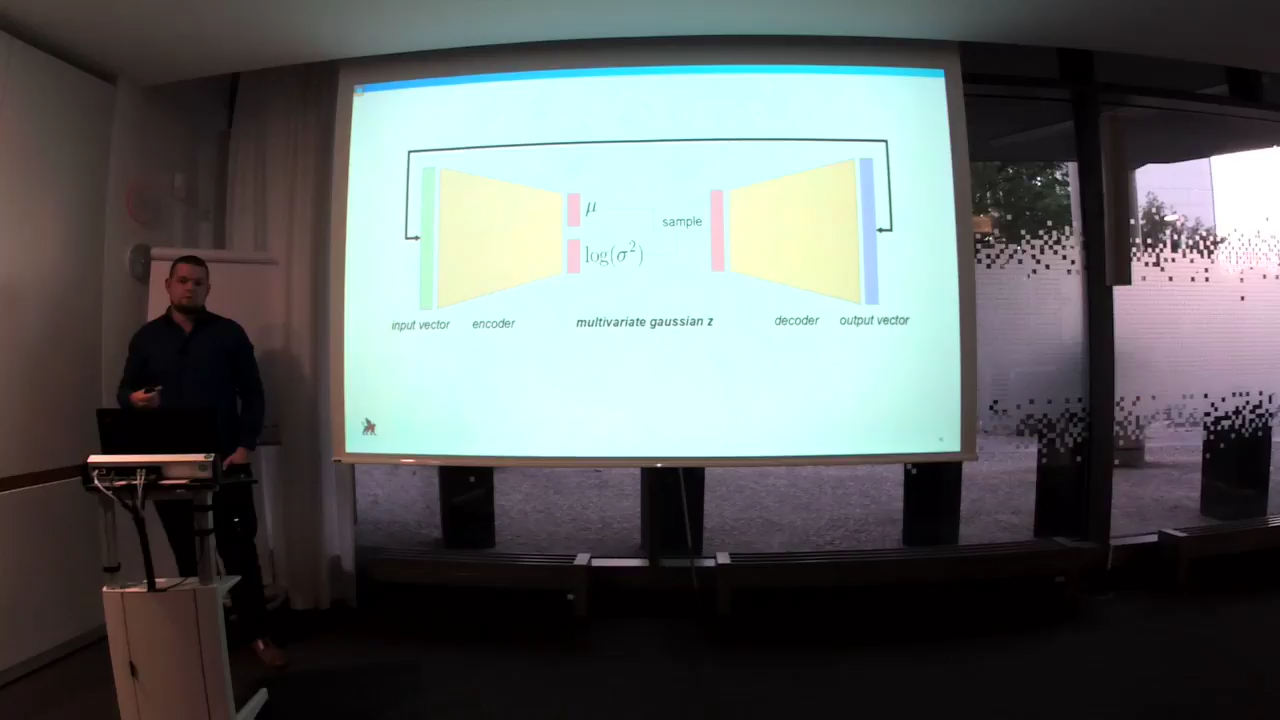 μ
sample
log(σ²)
input vector encoder multivariate gaussian z decoder output vector